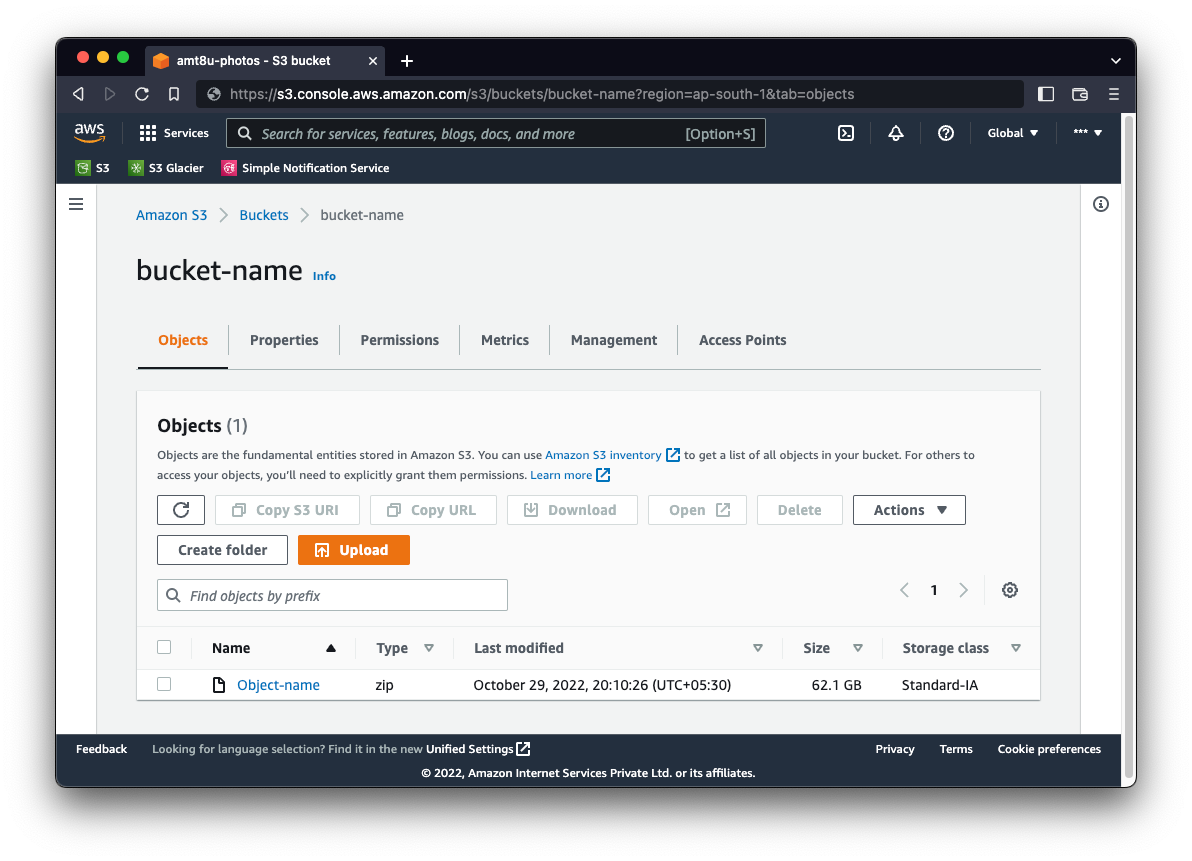 amt8u-photos - S3 bucket
https://s3.console.aws.amazon.com/s3/buckets/bucket-name?region=ap-south-1&tab=objects
aws Services Search for services, features, blogs, docs, and more [Option+S] Global ***
S3 S3 Glacier Simple Notification Service
Amazon S3 Buckets bucket-name
bucket-name Info
Objects Properties Permissions Metrics Management Access Points
Objects (1)
Objects are the fundamental entities stored in Amazon S3. You can use Amazon S3 inventory to get a list of all objects in your bucket. For others to
access your objects, you'll need to explicitly grant them permissions. Learn more
Copy S3 URI Copy URL Download Open Delete Actions
Create folder Upload
Find objects by prefix 1
Name Type Last modified Size Storage class
Object-name zip October 29, 2022, 20:10:26 (UTC+05:30) 62.1 GB Standard-IA
Feedback Looking for language selection? Find it in the new Unified Settings Privacy Terms Cookie preferences
© 2022, Amazon Internet Services Private Ltd. or its affiliates.